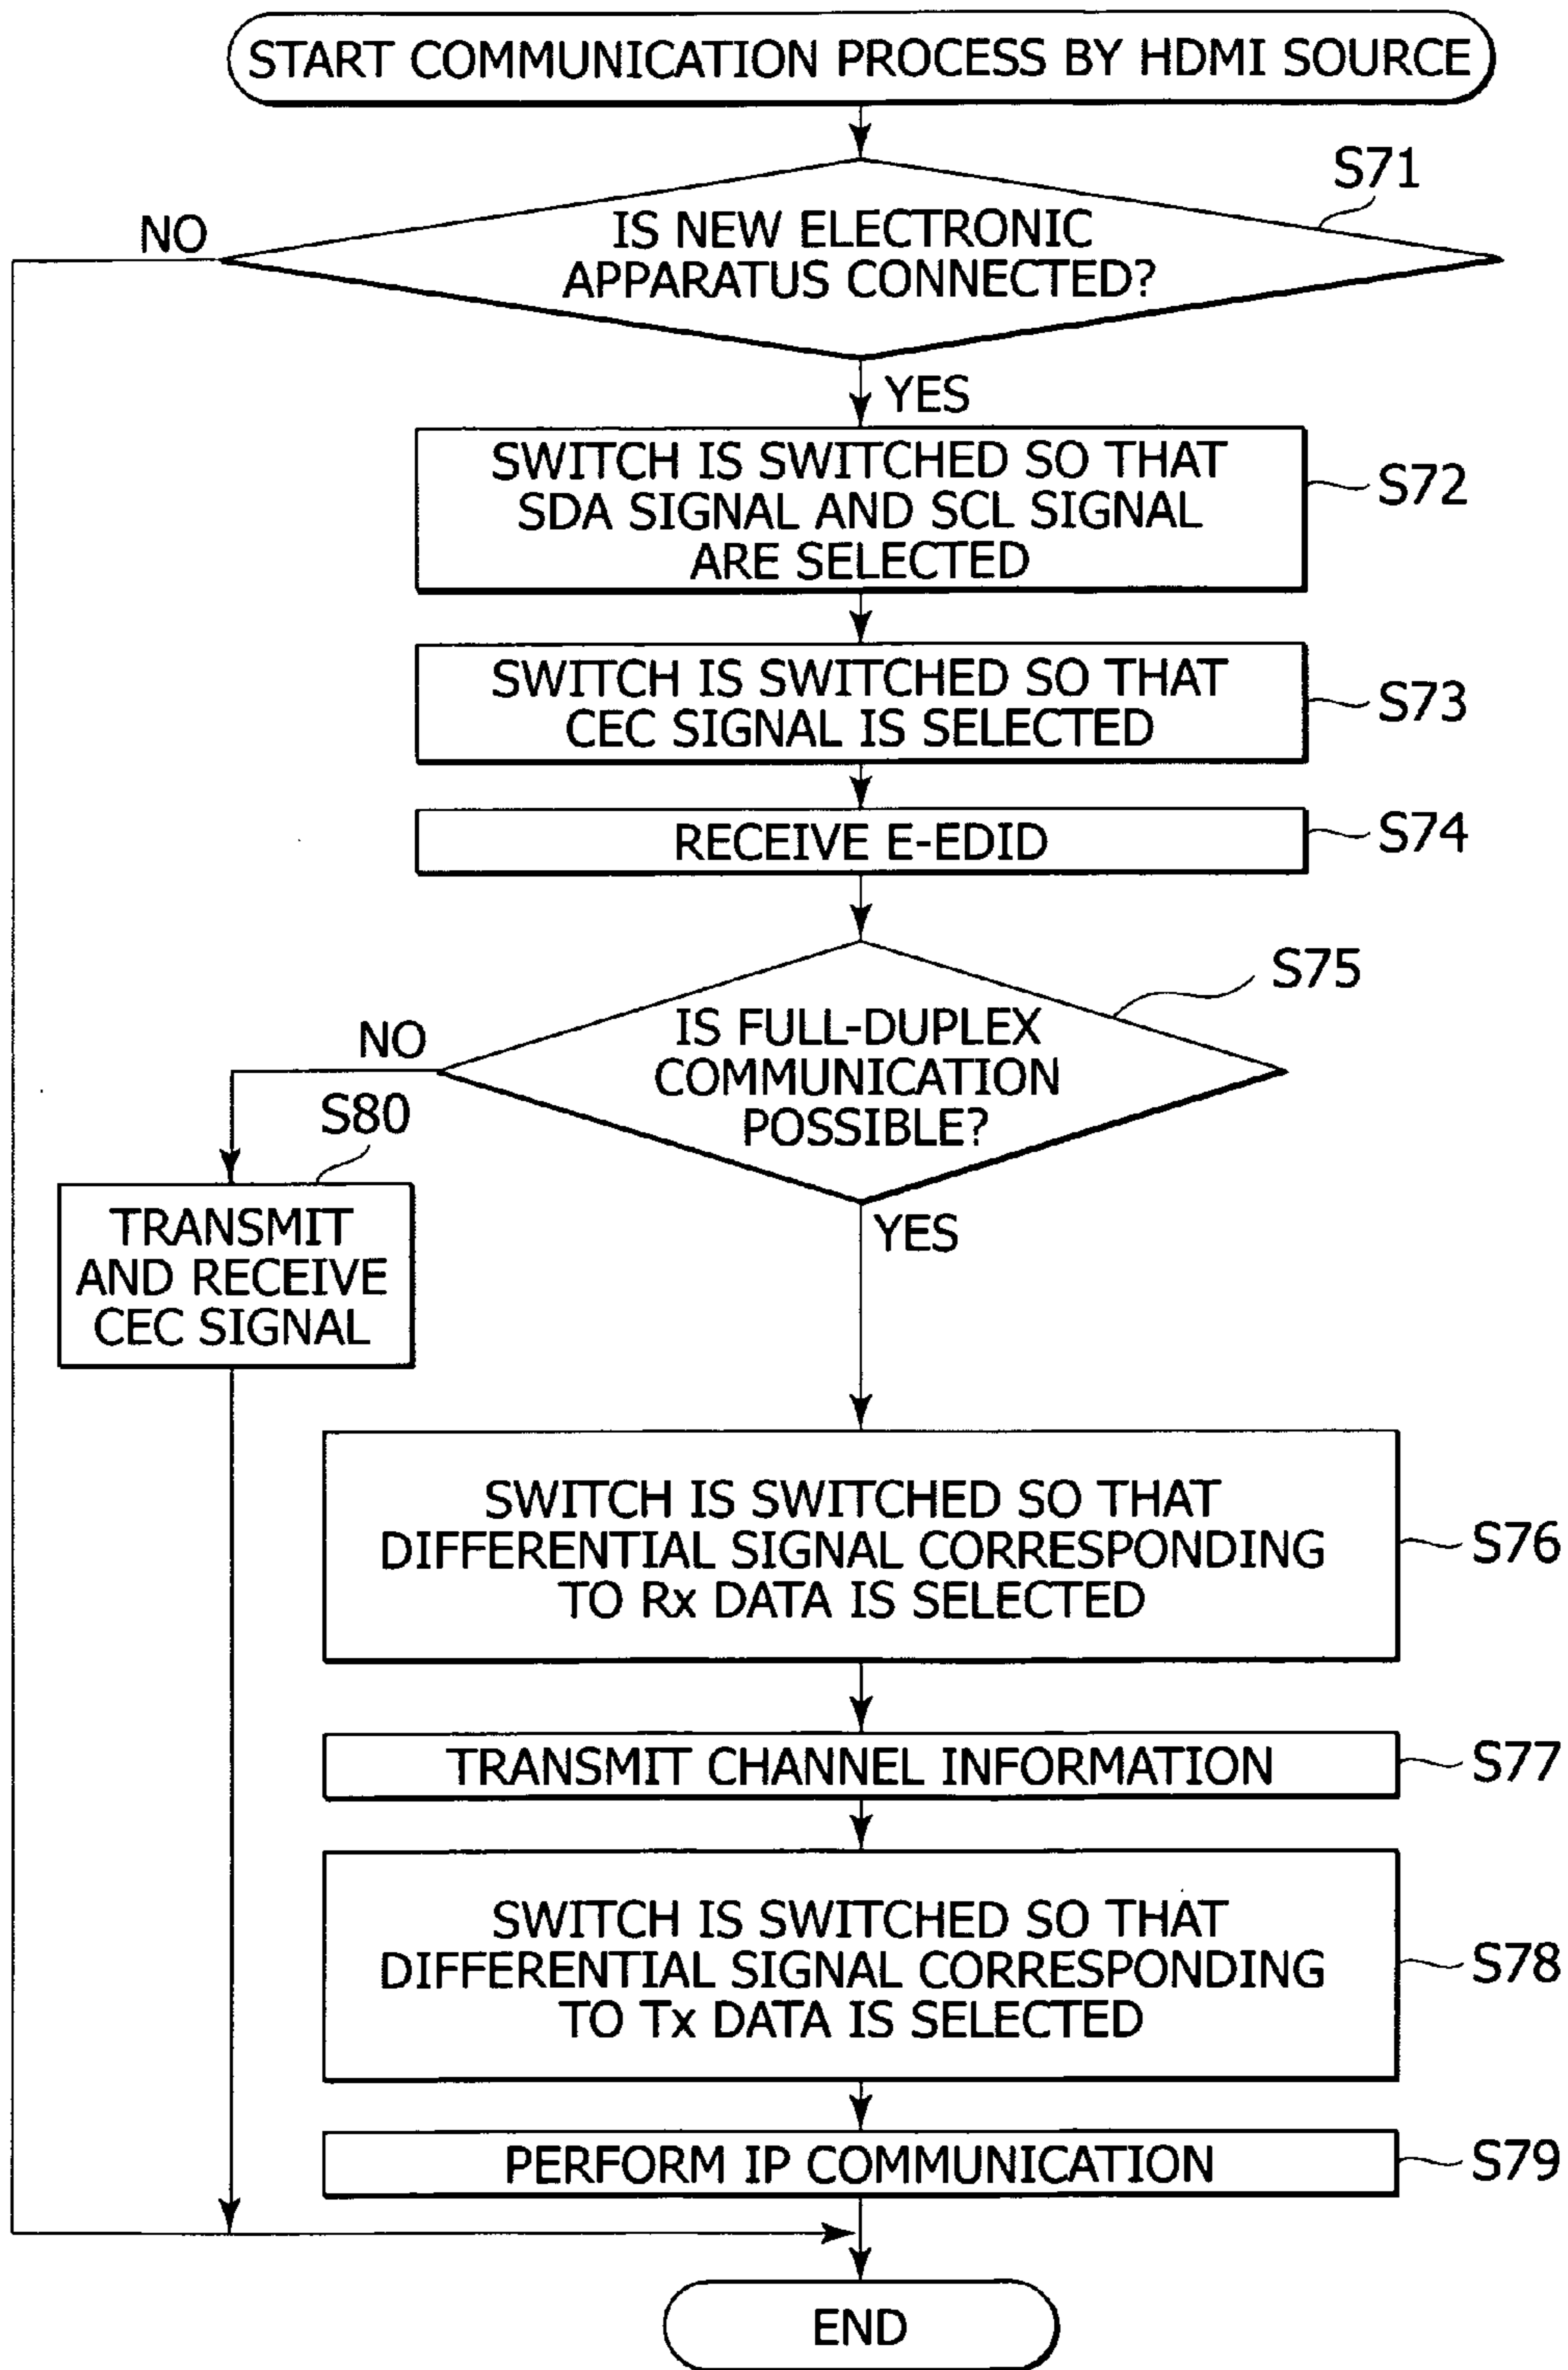 START COMMUNICATION PROCESS BY HDMI SOURCE
S71
NO
IS NEW ELECTRONIC
APPARATUS CONNECTED?
YES
SWITCH IS SWITCHED SO THAT
SDA SIGNAL AND SCL SIGNAL
ARE SELECTED
S72
SWITCH IS SWITCHED SO THAT
CEC SIGNAL IS SELECTED
S73
RECEIVE E-EDID
S74
S75
IS FULL-DUPLEX
COMMUNICATION
POSSIBLE?
NO
S80
TRANSMIT
AND RECEIVE
CEC SIGNAL
YES
SWITCH IS SWITCHED SO THAT
DIFFERENTIAL SIGNAL CORRESPONDING
TO Rx DATA IS SELECTED
S76
TRANSMIT CHANNEL INFORMATION
S77
SWITCH IS SWITCHED SO THAT
DIFFERENTIAL SIGNAL CORRESPONDING
TO Tx DATA IS SELECTED
S78
PERFORM IP COMMUNICATION
S79
END